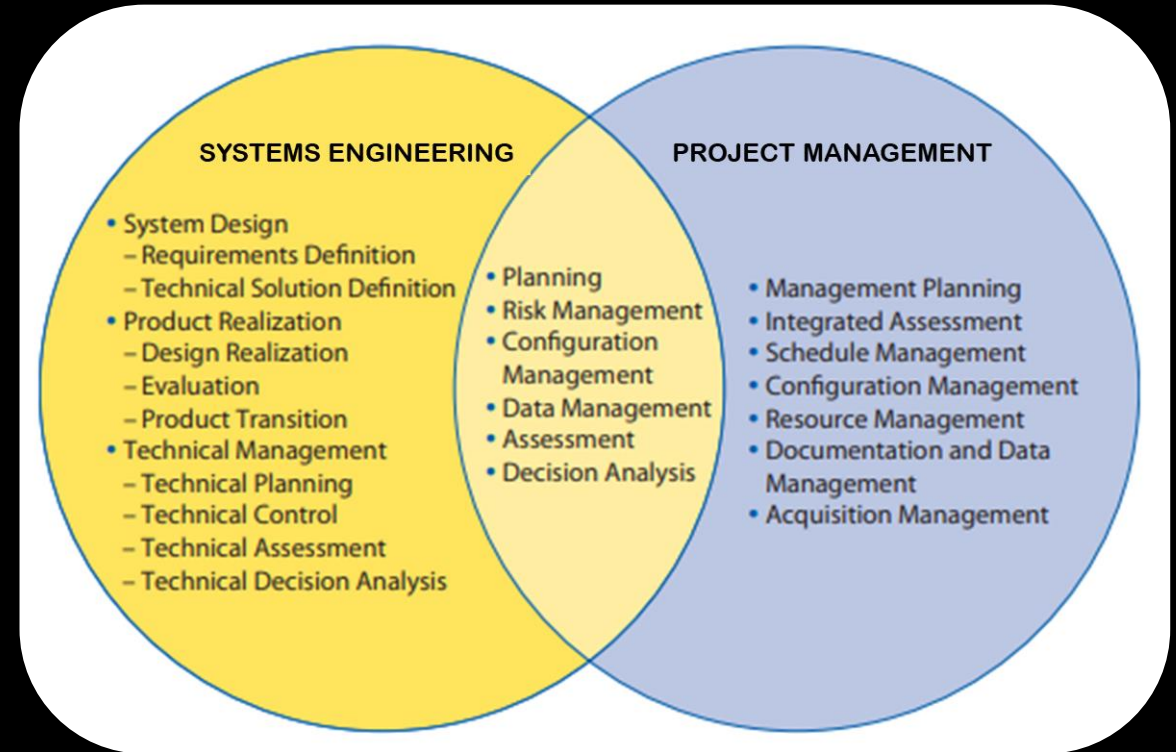 SYSTEMS ENGINEERING
• System Design
– Requirements Definition
– Technical Solution Definition
• Product Realization
– Design Realization
– Evaluation
– Product Transition
• Technical Management
– Technical Planning
– Technical Control
– Technical Assessment
– Technical Decision Analysis
• Planning
• Risk Management
• Configuration
Management
• Data Management
• Assessment
• Decision Analysis
PROJECT MANAGEMENT
• Management Planning
• Integrated Assessment
• Schedule Management
• Configuration Management
• Resource Management
• Documentation and Data
Management
• Acquisition Management